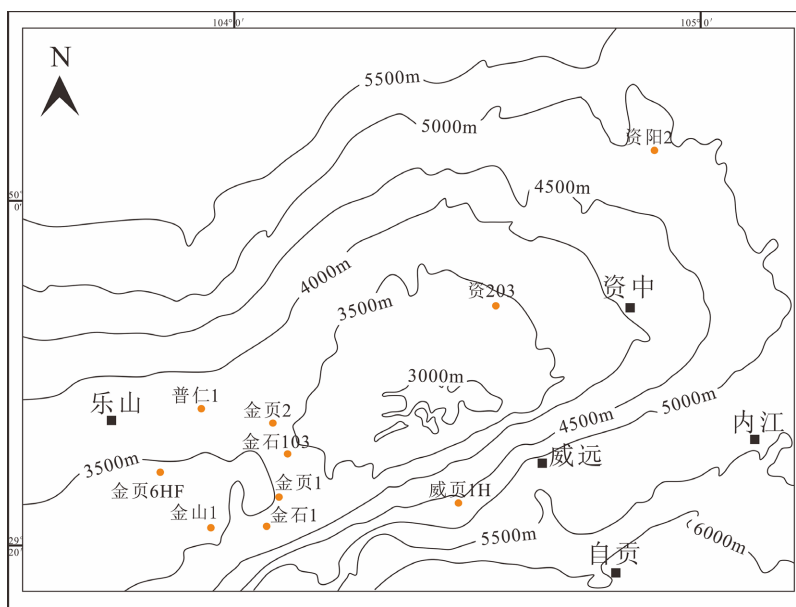 104°0′
105°0′
N
5500m
5000m
资阳2
4500m
50°
0′
4000m
资中
3500m
资203
3000m
乐山
普仁1
金页2
4500m
5000m
内江
金石103
3500m
威远
金页6HF
金页1
威页1H
金山1
金石1
5500m
6000m
20°
0′
自贡